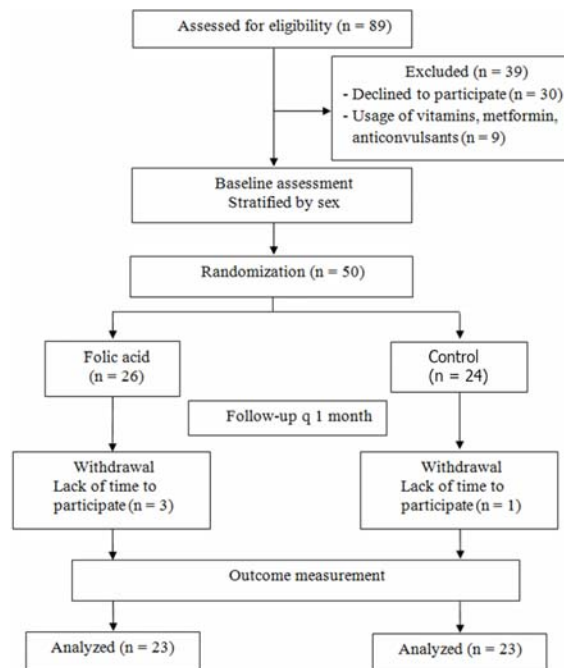 Assessed for eligibility (n = 89)
Excluded (n = 39)
- Declined to participate (n = 30)
- Usage of vitamins, metformin,
anticonvulsants (n = 9)
Baseline assessment
Stratified by sex
Randomization (n = 50)
Folic acid
(n = 26)
Control
(n = 24)
Follow-up q 1 month
Withdrawal
Lack of time to
participate (n = 3)
Withdrawal
Lack of time to
participate (n = 1)
Outcome measurement
Analyzed (n = 23)
Analyzed (n = 23)